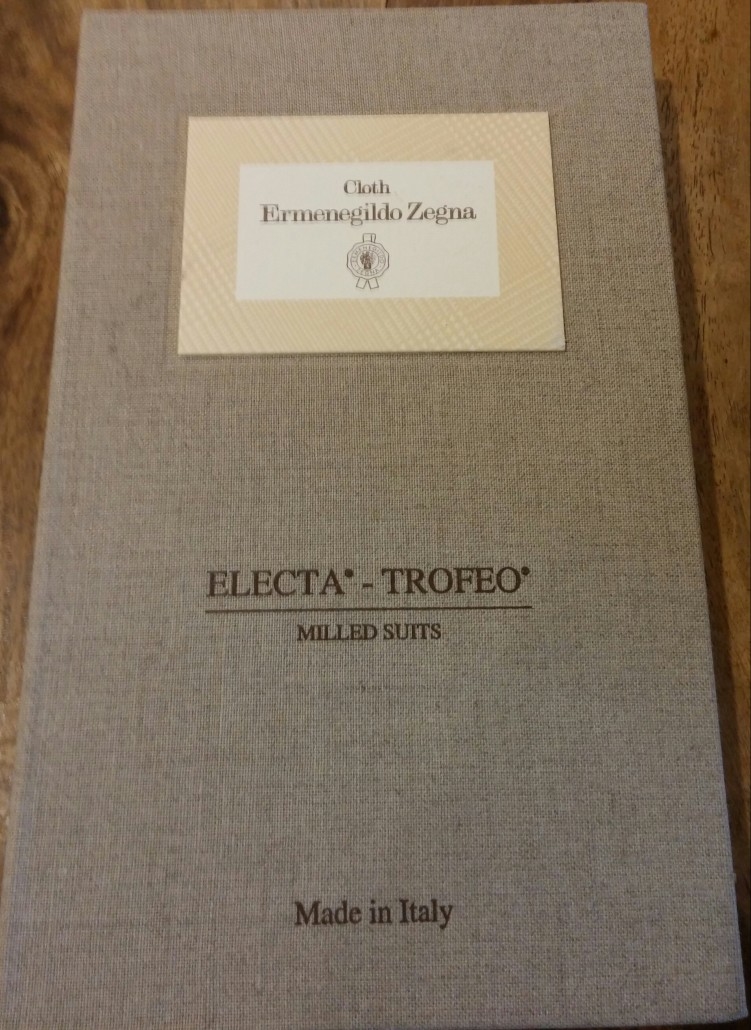 Cloth
Ermenegildo Zegna
ELECTA® - TROFEO®
MILLED SUITS
Made in Italy